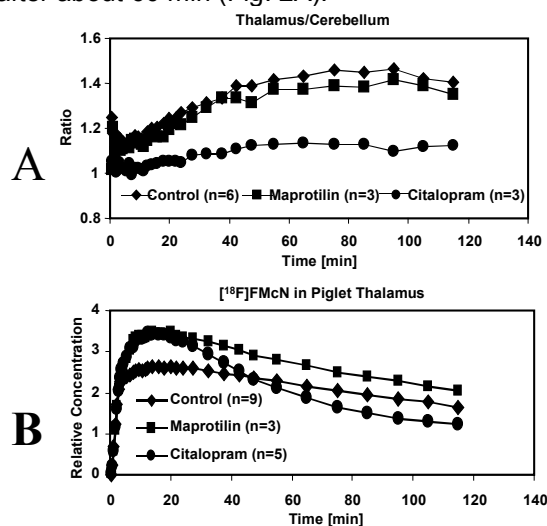 after about 60 min (Fig. 2A).
Thalamus/Cerebellum
A
Ratio
1.6
1.4
1.2
1
0.8
Control (n=6) Maprotilin (n=3) Citalopram (n=3)
0 20 40 60 80 100 120 140
Time [min]
[¹⁸F]FMcN in Piglet Thalamus
B
Relative Concentration
4
3
2
1
0
Control (n=9)
Maprotilin (n=3)
Citalopram (n=5)
0 20 40 60 80 100 120 140
Time [min]